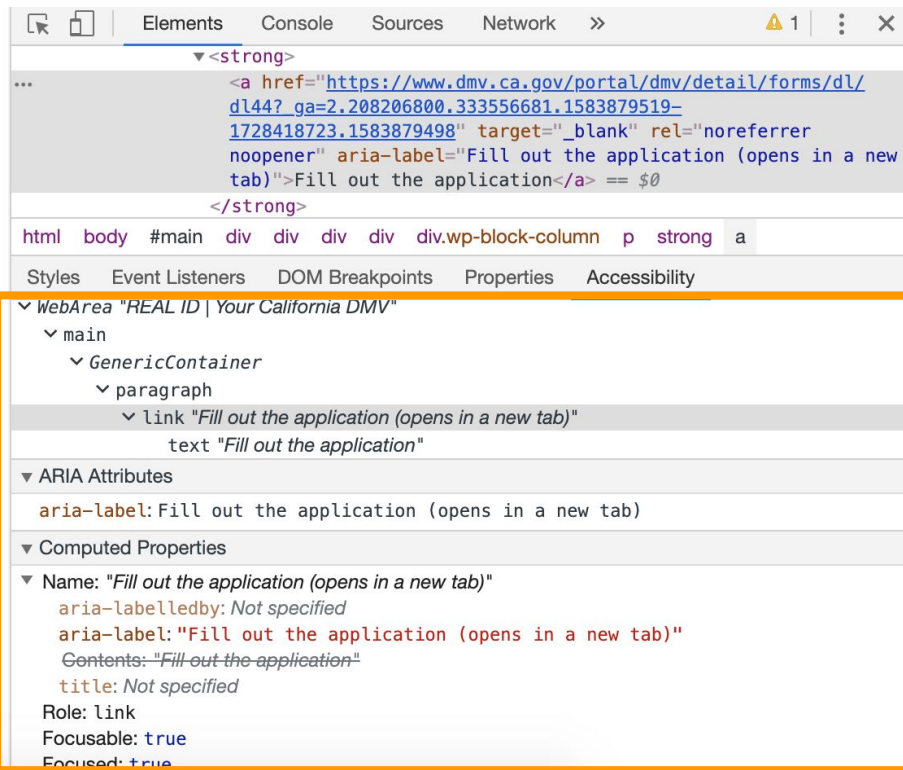 Elements Console Sources Network » 1
▼<strong>
… <a href="https://www.dmv.ca.gov/portal/dmv/detail/forms/dl/
dl44?_ga=2.208206800.333556681.1583879519-
1728418723.1583879498" target="_blank" rel="noreferrer
noopener" aria-label="Fill out the application (opens in a new
tab)">Fill out the application</a> == $0
</strong>
html body #main div div div div div.wp-block-column p strong a
Styles Event Listeners DOM Breakpoints Properties Accessibility
WebArea "REAL ID | Your California DMV"
main
GenericContainer
paragraph
link "Fill out the application (opens in a new tab)"
text "Fill out the application"
▼ ARIA Attributes
aria-label: Fill out the application (opens in a new tab)
▼ Computed Properties
▼ Name: "Fill out the application (opens in a new tab)"
aria-labelledby: Not specified
aria-label: "Fill out the application (opens in a new tab)"
Contents: "Fill out the application"
title: Not specified
Role: link
Focusable: true
Focused: true